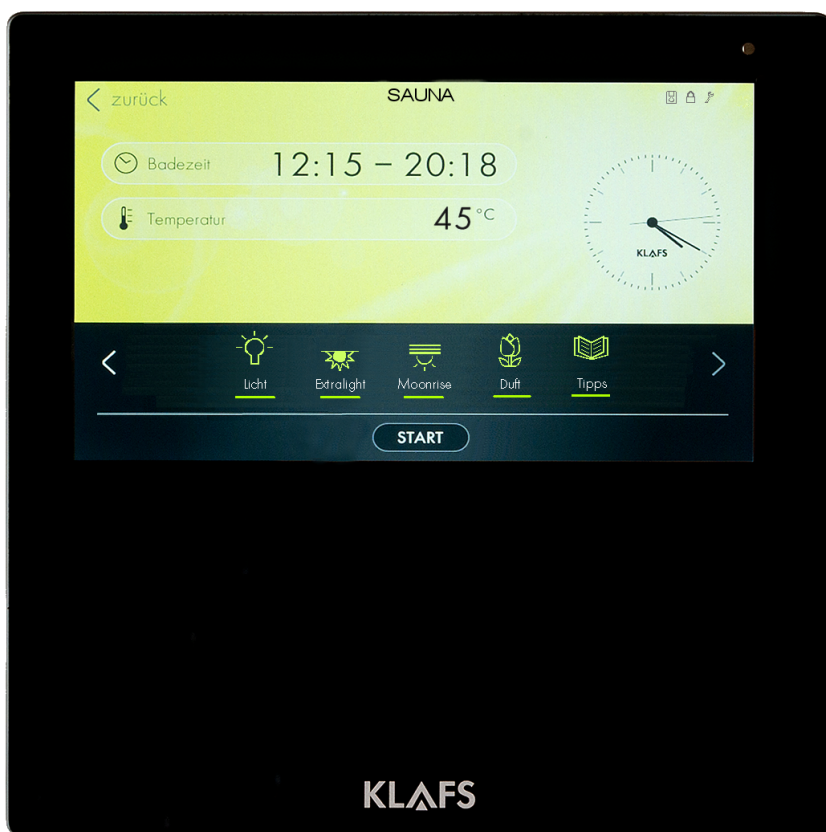 zurück
SAUNA
Badezeit 12:15 – 20:18
Temperatur 45 °C
KLAFS
Licht Extralight Moonrise Duft Tipps
START
KLAFS